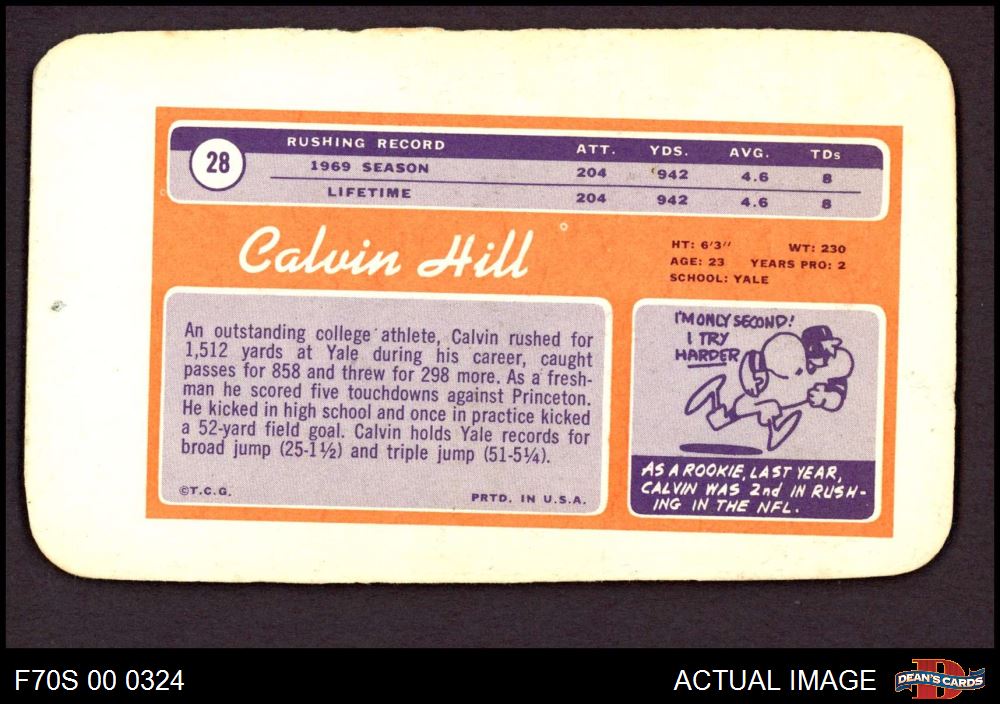 28
RUSHING RECORD ATT. YDS. AVG. TDs
1969 SEASON 204 942 4.6 8
LIFETIME 204 942 4.6 8
Calvin Hill
HT: 6'3" WT: 230
AGE: 23 YEARS PRO: 2
SCHOOL: YALE
An outstanding college athlete, Calvin rushed for
1,512 yards at Yale during his career, caught
passes for 858 and threw for 298 more. As a fresh-
man he scored five touchdowns against Princeton.
He kicked in high school and once in practice kicked
a 52-yard field goal. Calvin holds Yale records for
broad jump (25-1½) and triple jump (51-5¼).
©T.C.G. PRTD. IN U.S.A.
I'M ONLY SECOND!
I TRY
HARDER
AS A ROOKIE, LAST YEAR,
CALVIN WAS 2nd IN RUSH-
ING IN THE NFL.
F70S 00 0324 ACTUAL IMAGE
D
DEAN'S CARDS